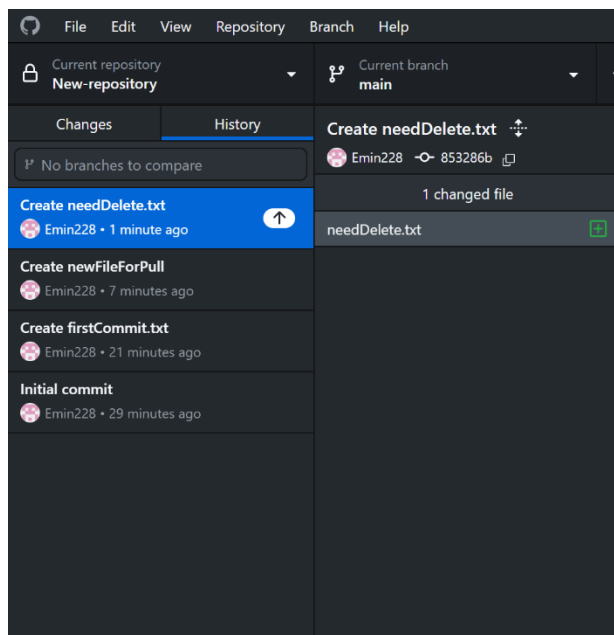 File Edit View Repository Branch Help
Current repository
New-repository
Current branch
main
Changes History
No branches to compare
Create needDelete.txt
Emin228 • 1 minute ago
Create newFileForPull
Emin228 • 7 minutes ago
Create firstCommit.txt
Emin228 • 21 minutes ago
Initial commit
Emin228 • 29 minutes ago
Create needDelete.txt
Emin228 853286b
1 changed file
needDelete.txt